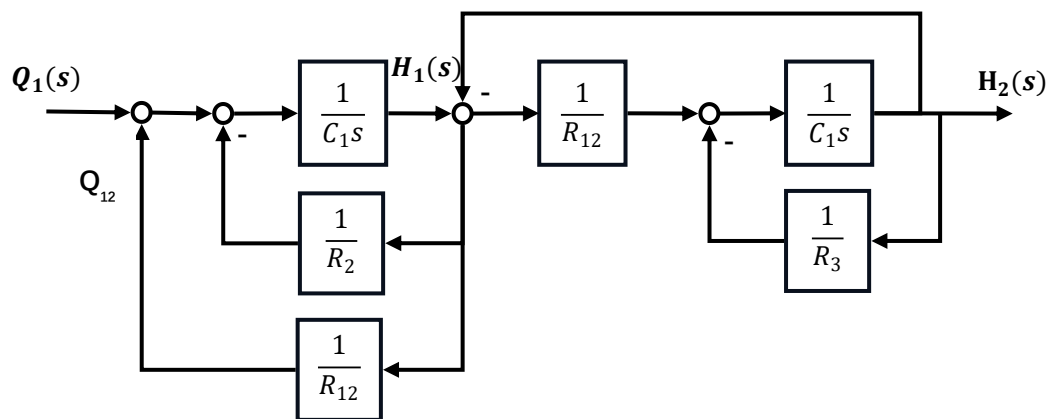 Q₁(s)
1
C₁s
H₁(s)
-
1
R₁₂
-
1
C₁s
H₂(s)
-
Q₁₂
1
R₂
1
R₃
1
R₁₂